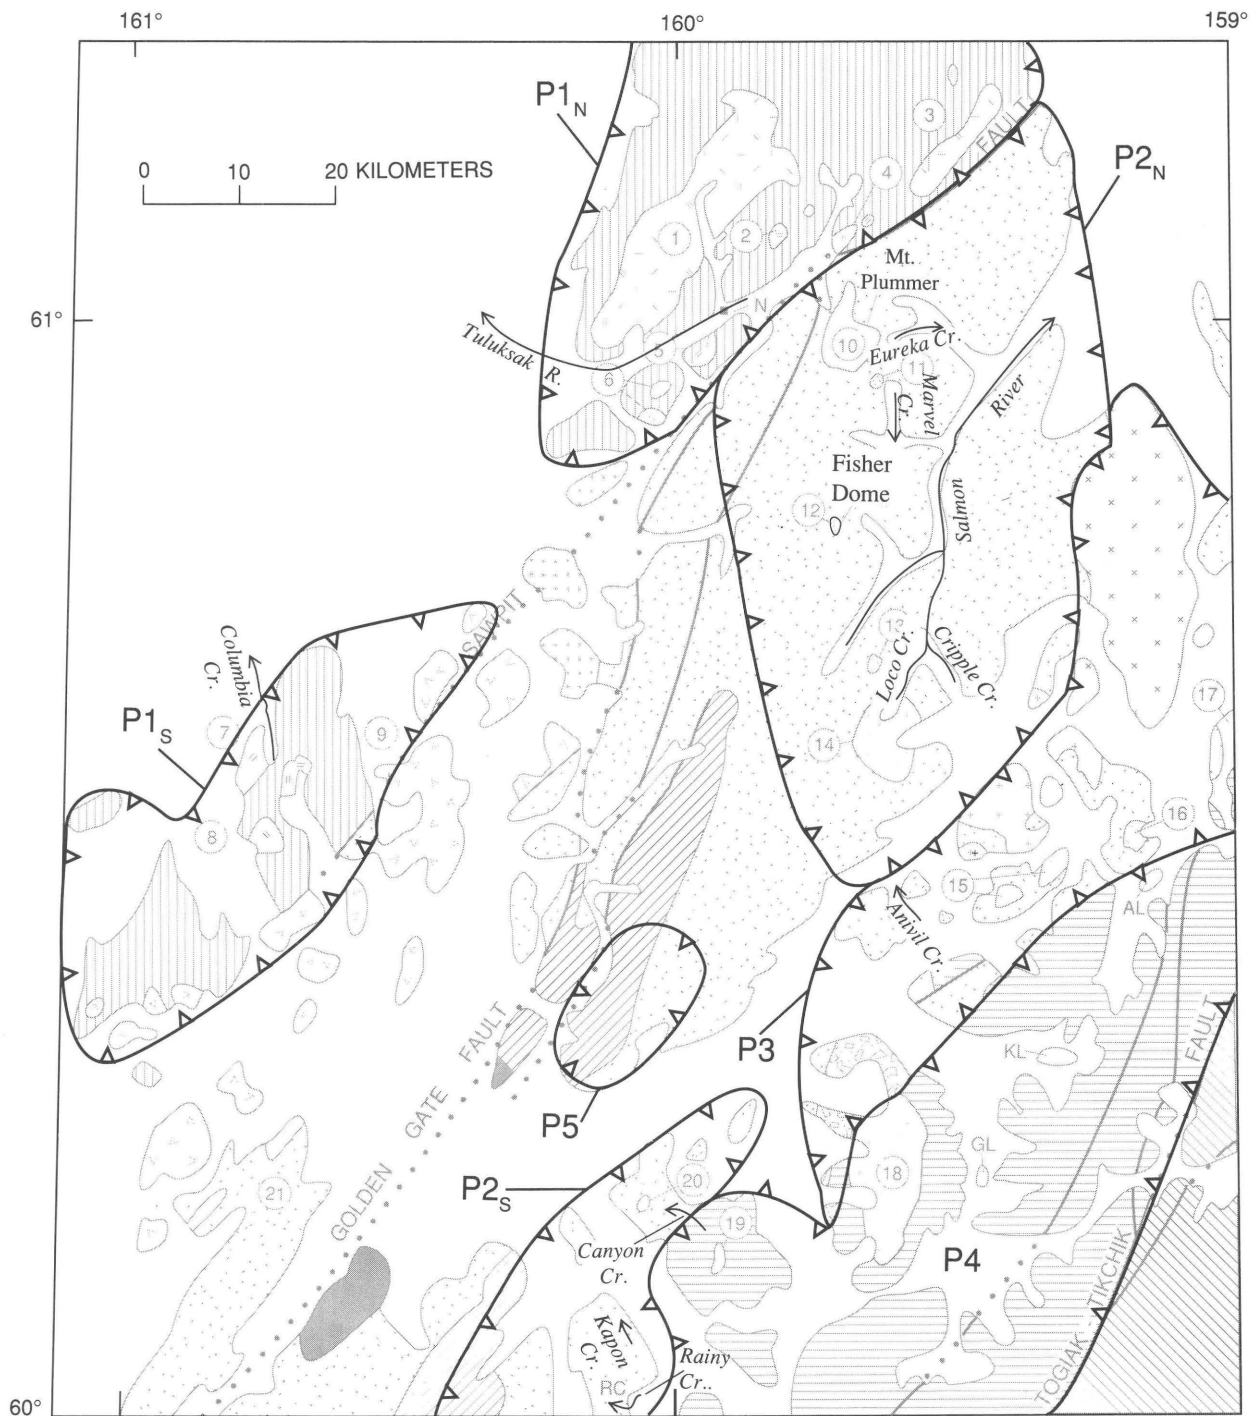 161°
160°
159°
P1N
3
FAULT
0 10 20 KILOMETERS
4
P2N
1
2
Mt.
Plummer
N
61°
Tuluksak R.
5
6
10
Eureka Cr.
11
Marvel
Cr.
River
Fisher
Dome
12
Salmon
SAWPIT
13
Loco Cr.
Cripple Cr.
Columbia
Cr.
P1S
7
9
14
17
8
16
15
AL
Anivil Cr.
P3
KL
FAULT
GOLDEN GATE FAULT
P5
GL
18
P2S
20
21
19
Canyon
Cr.
P4
TOGIAK - TIKCHIK
Kapon
Cr.
Rainy
Cr..
RC
60°